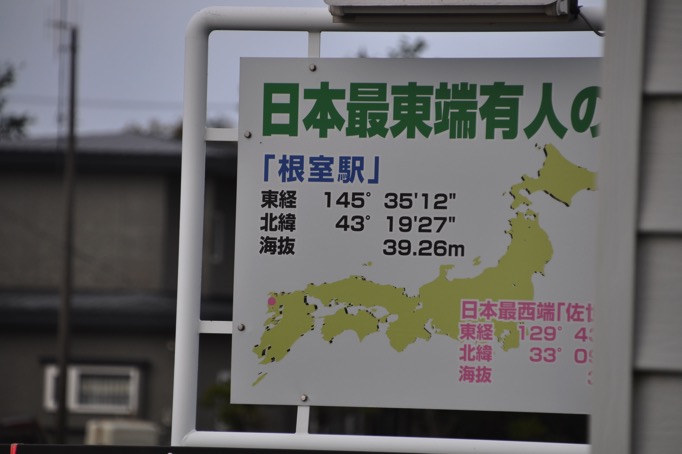 日本最東端有人の
「根室駅」
東経 145° 35'12"
北緯 43° 19'27"
海抜 39.26m
日本最西端「佐
東経 129° 43
北緯 33° 09
海抜